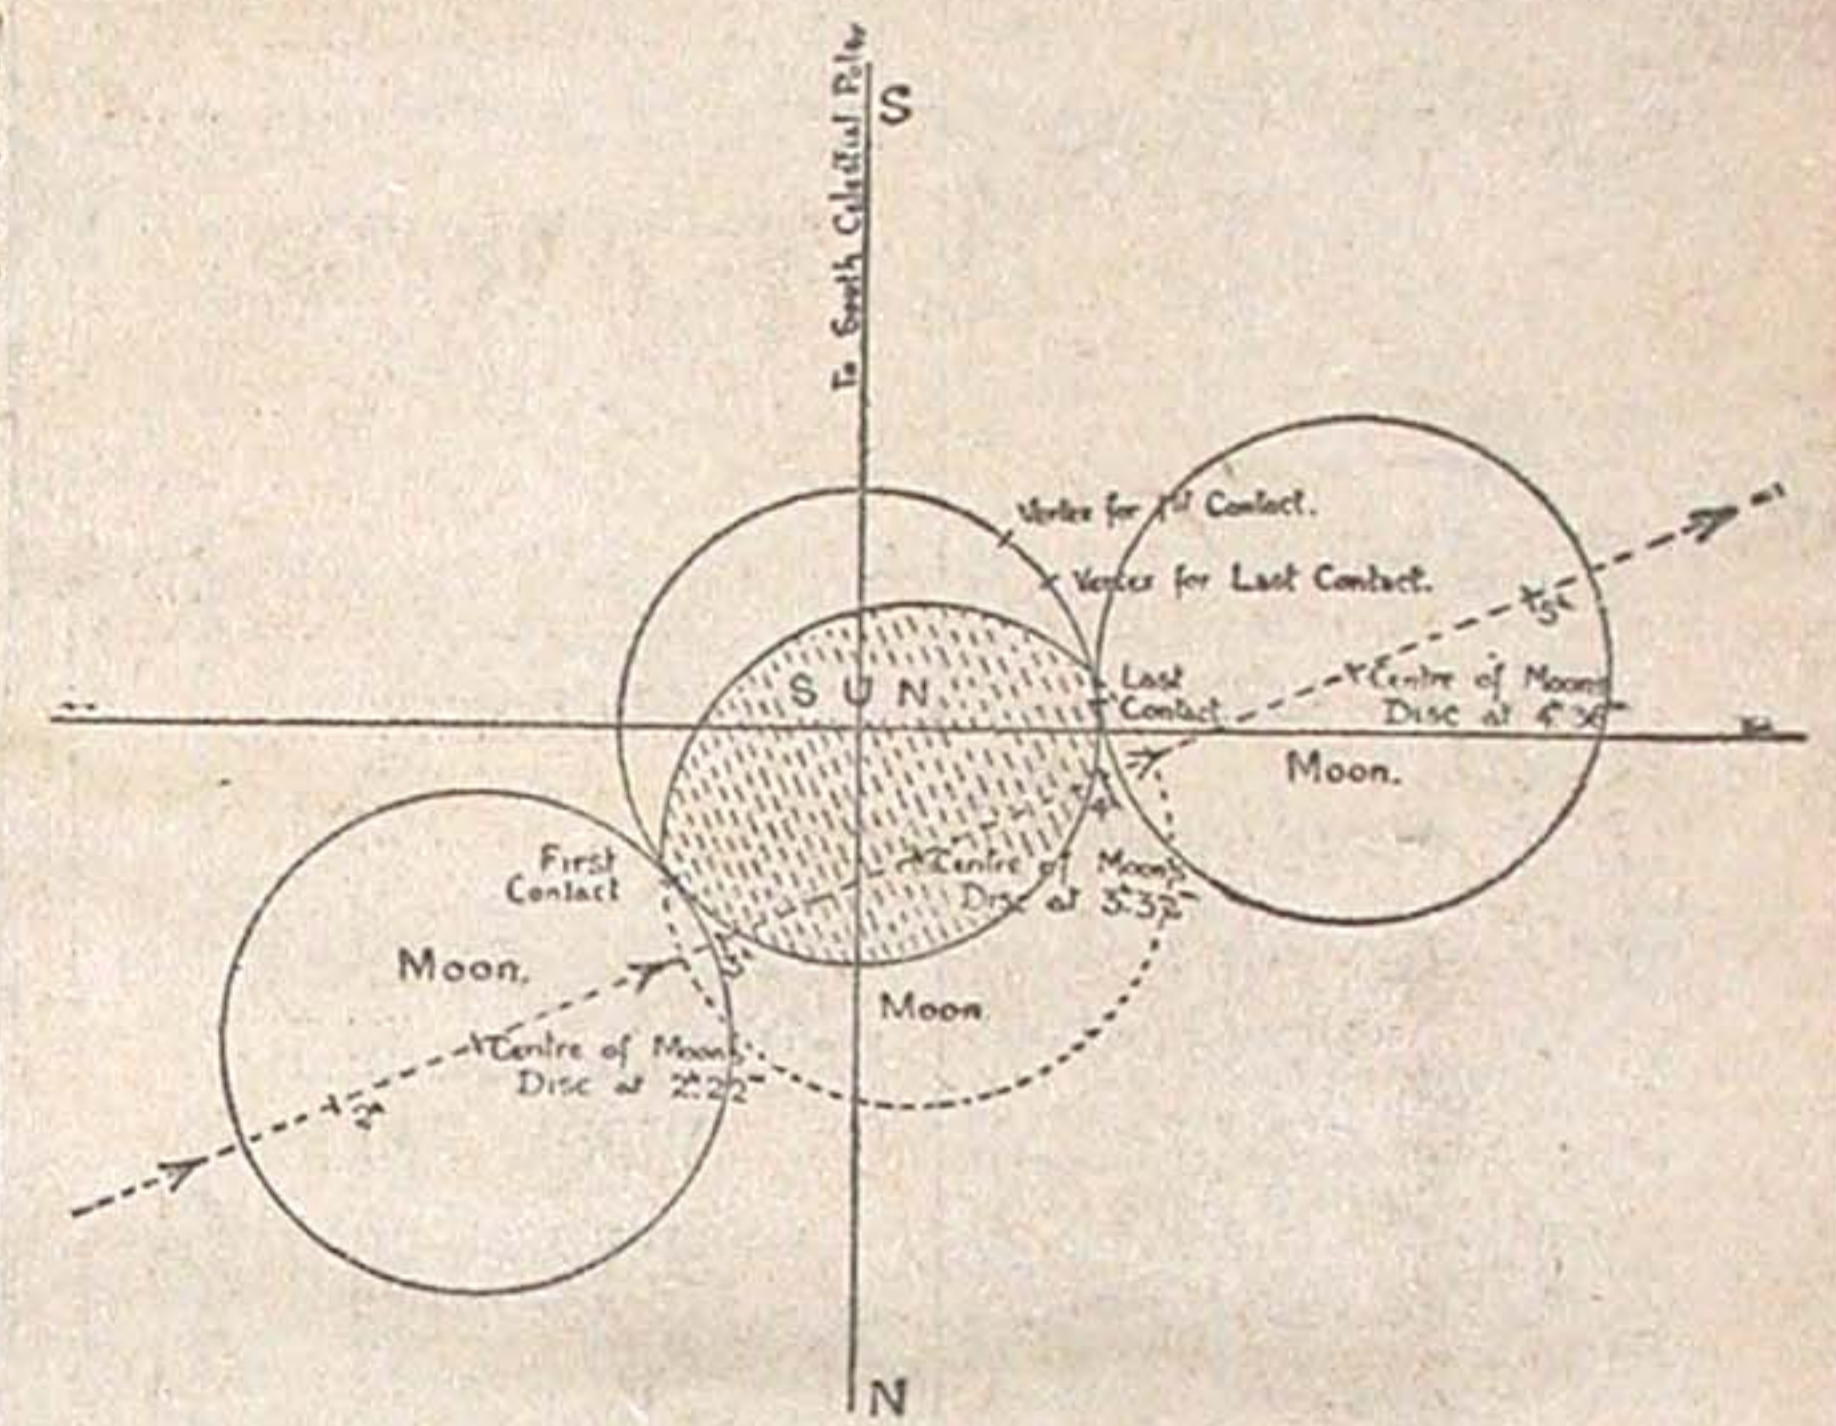 S
To South Celestial Pole
Vertex for 1st Contact.
Vertex for Last Contact.
5h
SUN
Last
Contact
Centre of Moons
Disc at 4h 36m
Moon.
4h
First
Contact
Centre of Moon's
Disc at 3h.32m
Moon.
3h
Moon
Centre of Moon's
Disc at 2h.22m
2h
N